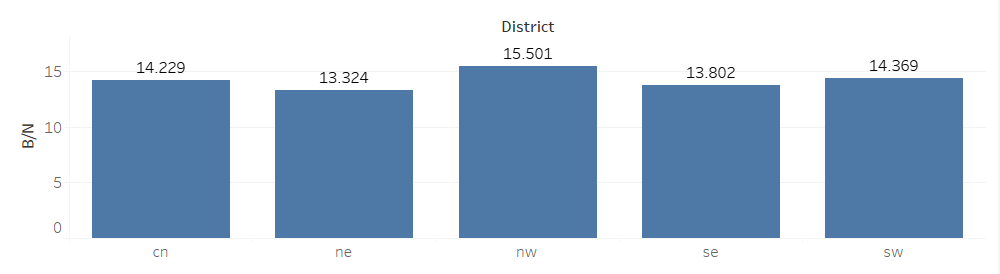 District
15.501
14.369
14.229
13.802
13.324
15
10
5
0
B/N
cn
ne
nw
se
sw